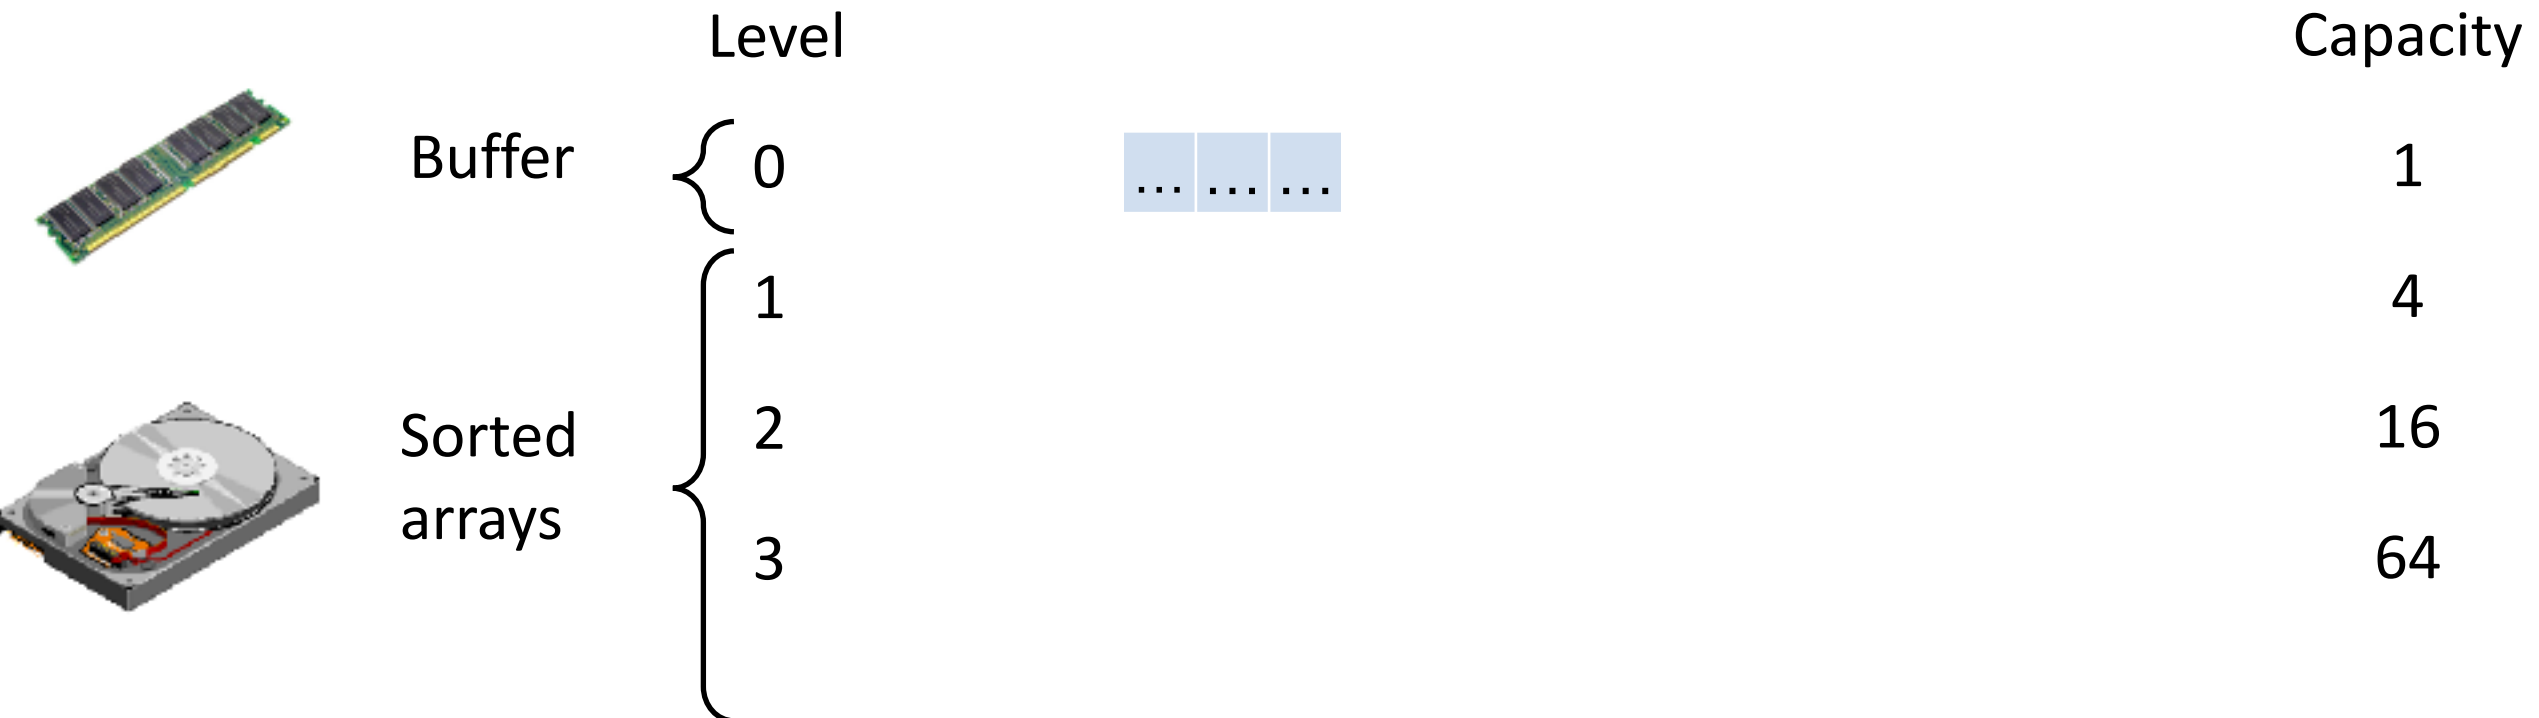 Level Capacity
Buffer 0 ... ... ... 1
1 4
Sorted 2 16
arrays
3 64